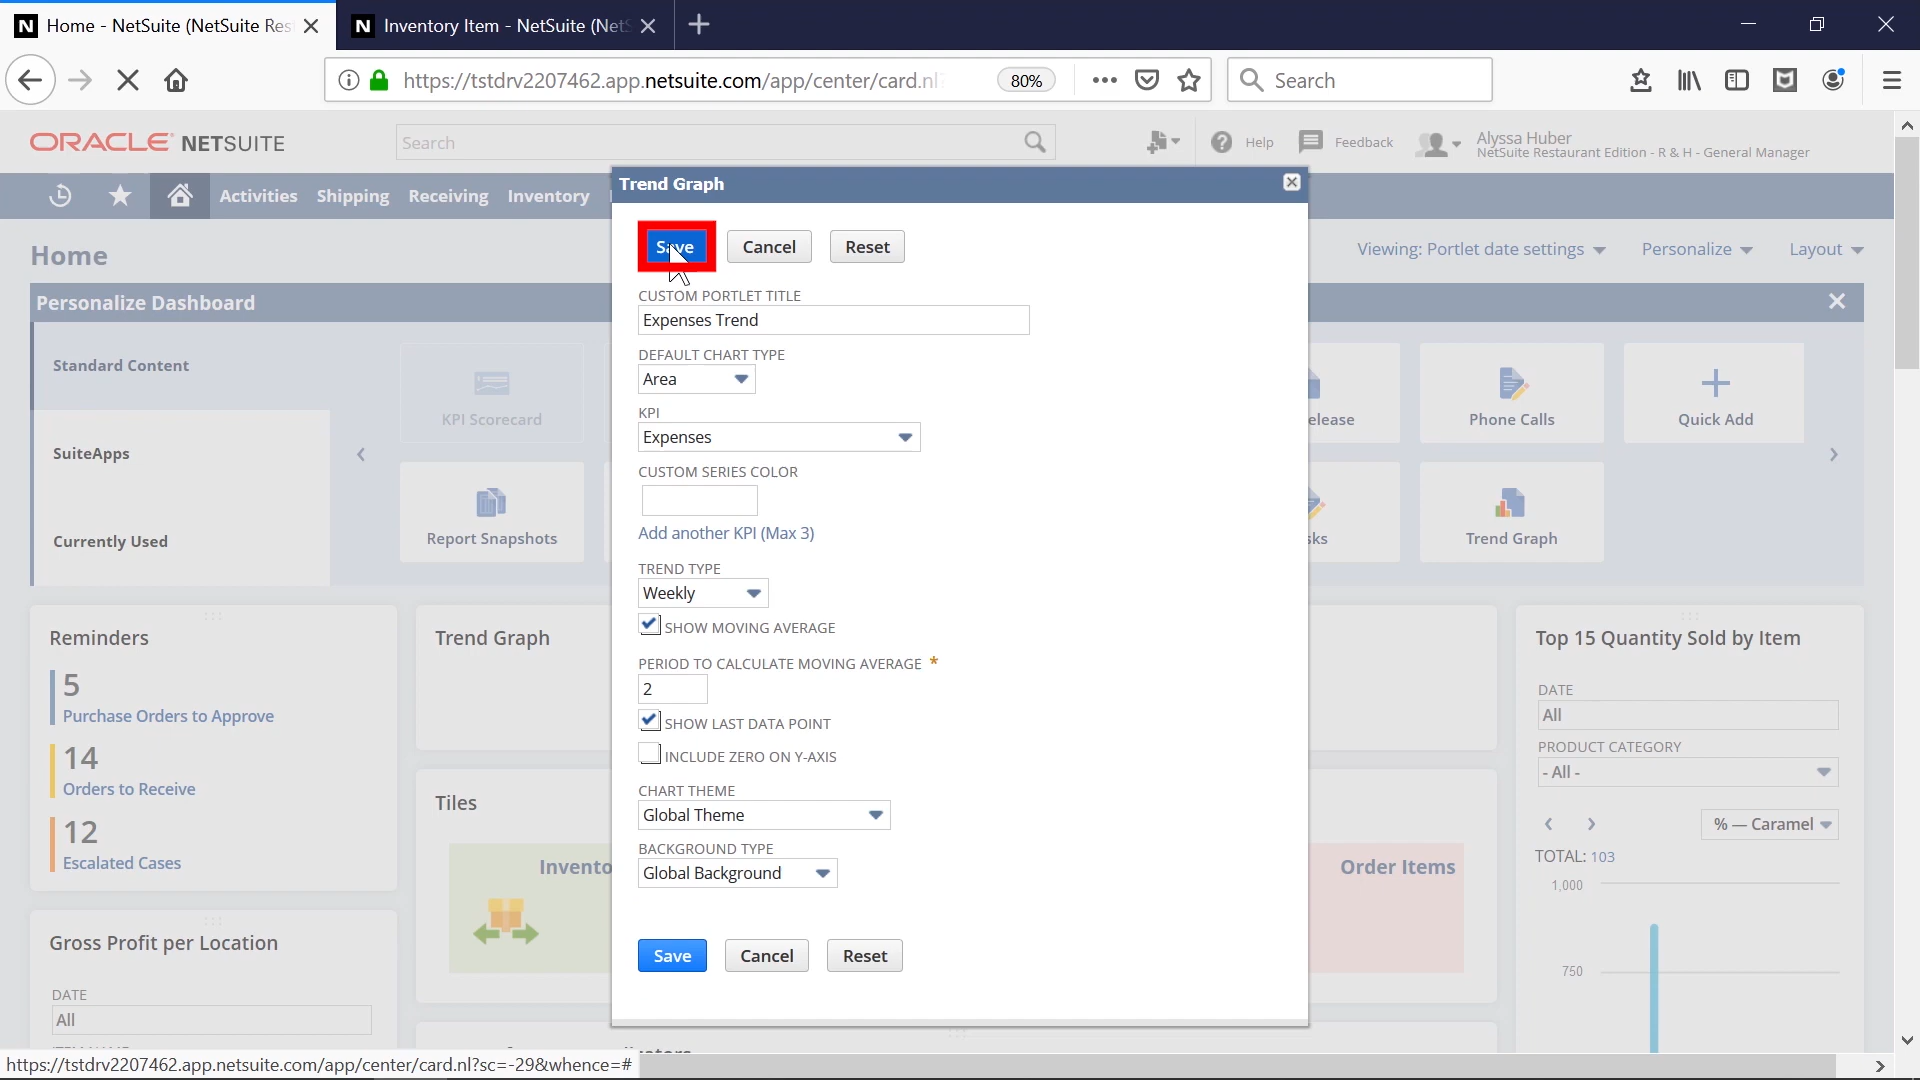 Home - NetSuite (NetSuite Res
Inventory Item - NetSuite (Net
https://tstdrv2207462.app.netsuite.com/app/center/card.nl
80%
Search
ORACLE NETSUITE
Search
Help
Feedback
Alyssa Huber
NetSuite Restaurant Edition - R & H - General Manager
Activities
Shipping
Receiving
Inventory
Home
Viewing: Portlet date settings
Personalize
Layout
Personalize Dashboard
Standard Content
SuiteApps
Currently Used
KPI Scorecard
Report Snapshots
elease
Phone Calls
Quick Add
sks
Trend Graph
Trend Graph
Save
Cancel
Reset
CUSTOM PORTLET TITLE
Expenses Trend
DEFAULT CHART TYPE
Area
KPI
Expenses
CUSTOM SERIES COLOR
Add another KPI (Max 3)
TREND TYPE
Weekly
SHOW MOVING AVERAGE
PERIOD TO CALCULATE MOVING AVERAGE *
2
SHOW LAST DATA POINT
INCLUDE ZERO ON Y-AXIS
CHART THEME
Global Theme
BACKGROUND TYPE
Global Background
Save
Cancel
Reset
Reminders
5
Purchase Orders to Approve
14
Orders to Receive
12
Escalated Cases
Gross Profit per Location
DATE
All
Trend Graph
Tiles
Invento
Order Items
Top 15 Quantity Sold by Item
DATE
All
PRODUCT CATEGORY
- All -
% — Caramel
TOTAL: 103
1,000
750
https://tstdrv2207462.app.netsuite.com/app/center/card.nl?sc=-29&whence=#